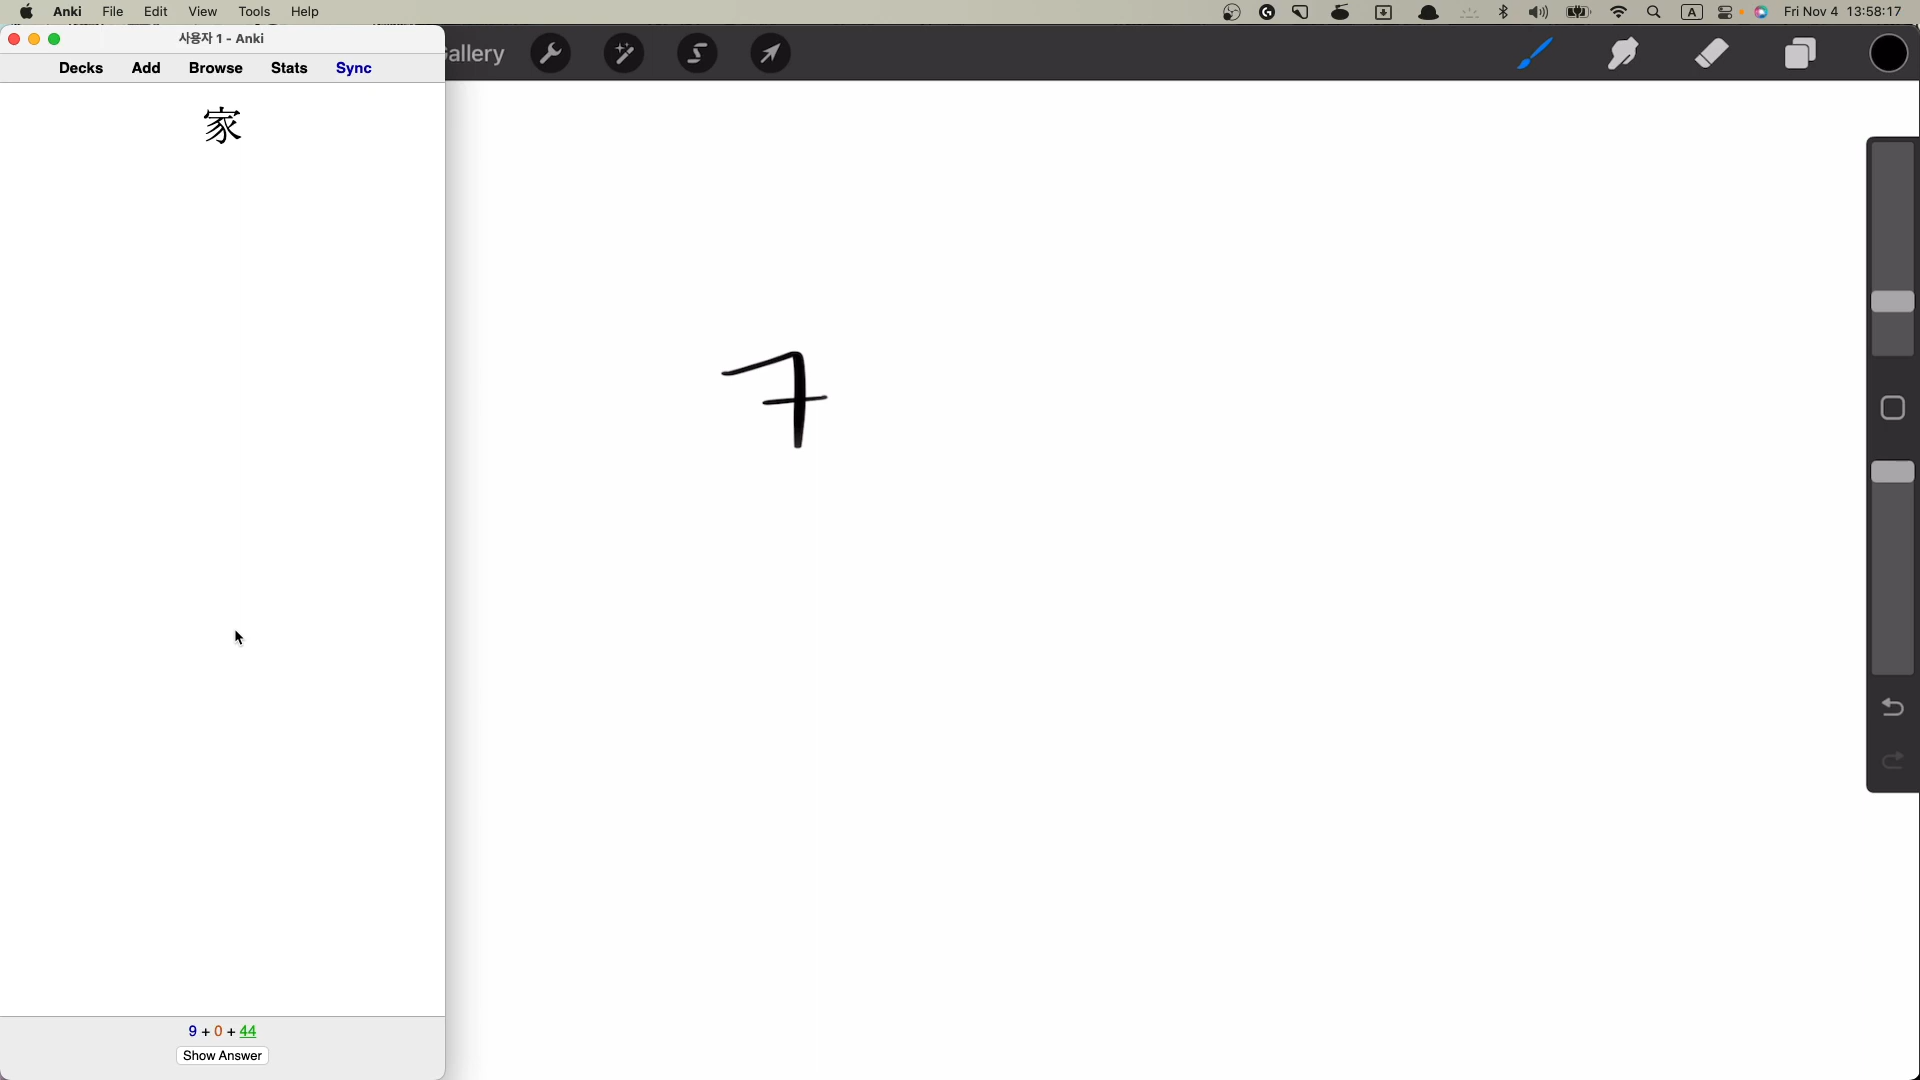 Anki File Edit View Tools Help A Fri Nov 4 13:58:17
사용자 1 - Anki
allery
Decks Add Browse Stats Sync
家
7
9 + 0 + 44
Show Answer